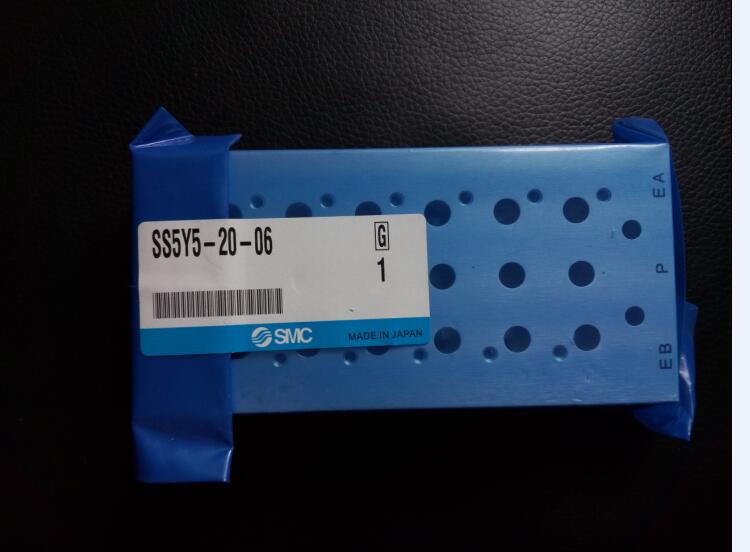 SS5Y5-20-06
G
1
SMC
MADE IN JAPAN
EA
P
EB